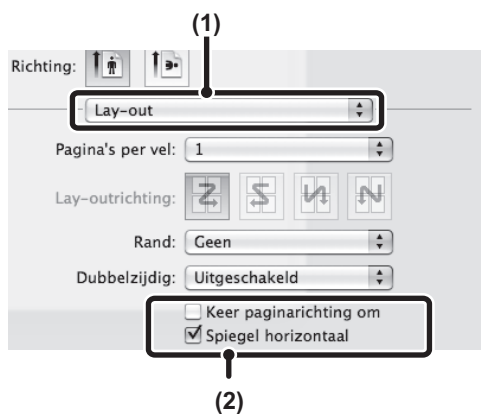 (1)
Richting:
Lay-out
Pagina's per vel: 1
Lay-outrichting:
Rand: Geen
Dubbelzijdig: Uitgeschakeld
Keer paginarichting om
Spiegel horizontaal
(2)